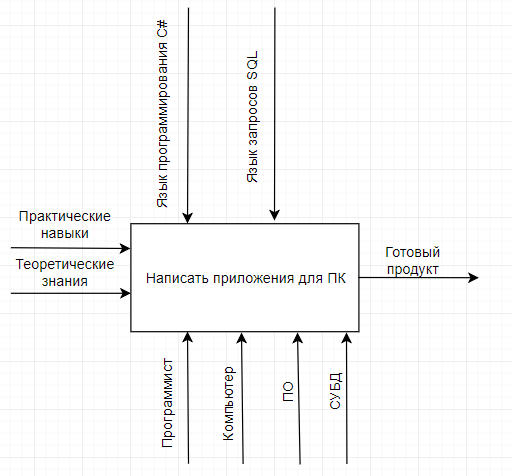 Язык программирования C#
Язык запросов SQL
Практические
навыки
Теоретические
знания
Написать приложения для ПК
Готовый
продукт
Программист
Компьютер
ПО
СУБД